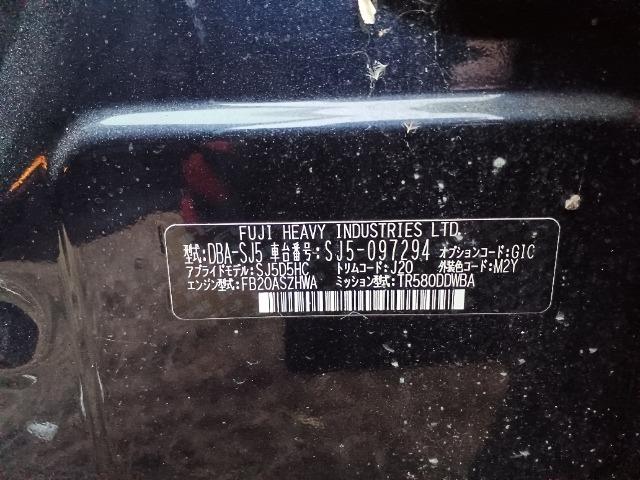 FUJI HEAVY INDUSTRIES LTD.
型式:DBA-SJ5 車台番号:SJ5-097294 オプションコード:GIC
アプライドモデル:SJ5D5HC トリムコード:J20 外装色コード:M2Y
エンジン型式:FB20ASZHWA ミッション型式:TR580DDWBA